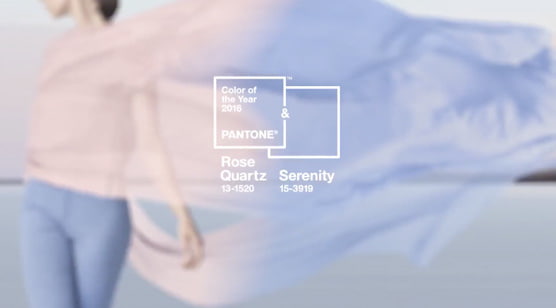 Color of
the Year
2016
PANTONE®
™
&
Rose
Quartz
13-1520
Serenity
15-3919